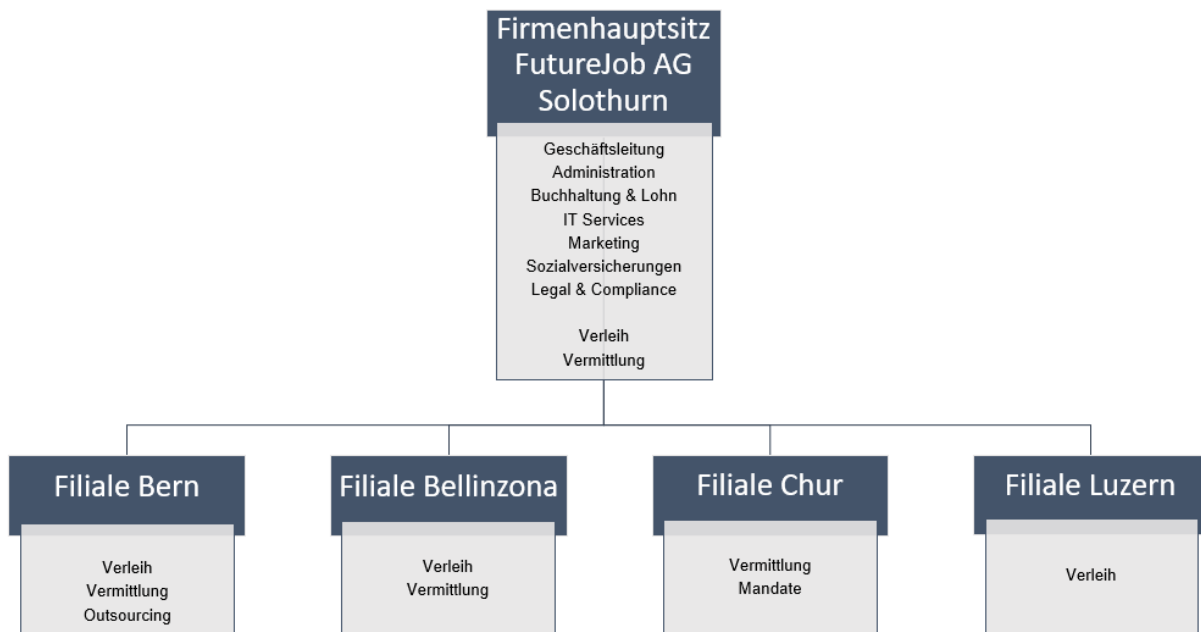 Firmenhauptsitz
FutureJob AG
Solothurn
Geschäftsleitung
Administration
Buchhaltung & Lohn
IT Services
Marketing
Sozialversicherungen
Legal & Compliance
Verleih
Vermittlung
Filiale Bern
Verleih
Vermittlung
Outsourcing
Filiale Bellinzona
Verleih
Vermittlung
Filiale Chur
Vermittlung
Mandate
Filiale Luzern
Verleih